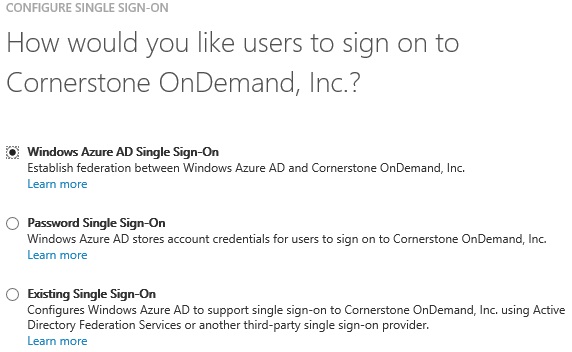 CONFIGURE SINGLE SIGN-ON
How would you like users to sign on to
Cornerstone OnDemand, Inc.?
Windows Azure AD Single Sign-On
Establish federation between Windows Azure AD and Cornerstone OnDemand, Inc.
Learn more
Password Single Sign-On
Windows Azure AD stores account credentials for users to sign on to Cornerstone OnDemand, Inc.
Learn more
Existing Single Sign-On
Configures Windows Azure AD to support single sign-on to Cornerstone OnDemand, Inc. using Active
Directory Federation Services or another third-party single sign-on provider.
Learn more